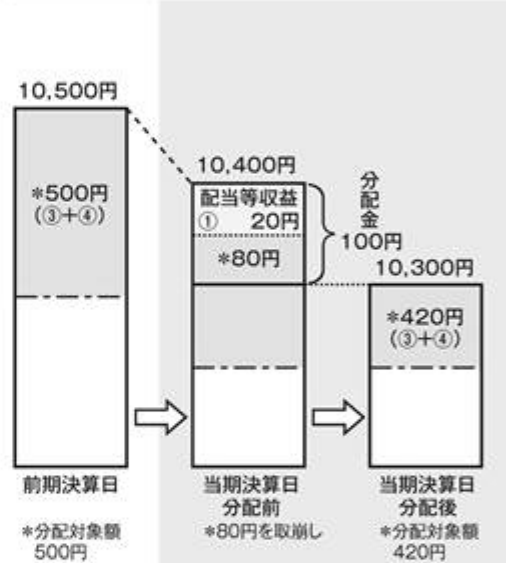 10,500円
*500円
(③+④)
前期決算日
*分配対象額
500円
10,400円
配当等収益
① 20円
*80円
分配金
100円
当期決算日
分配前
*80円を取崩し
10,300円
*420円
(③+④)
当期決算日
分配後
*分配対象額
420円